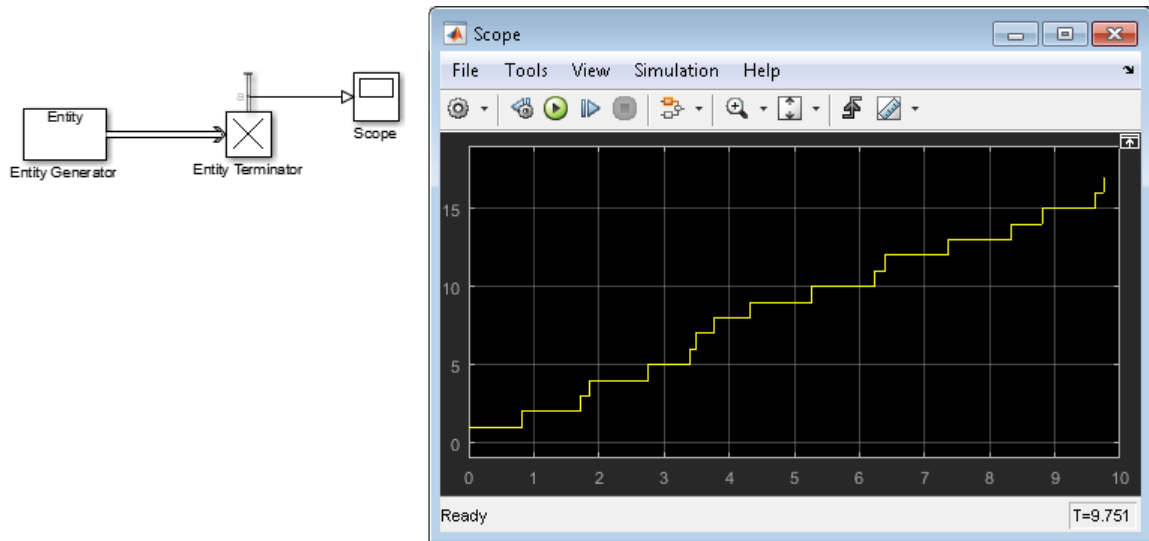 Entity
Entity Generator
a
Entity Terminator
Scope
Scope
File Tools View Simulation Help
15
10
5
0
0 1 2 3 4 5 6 7 8 9 10
Ready T=9.751